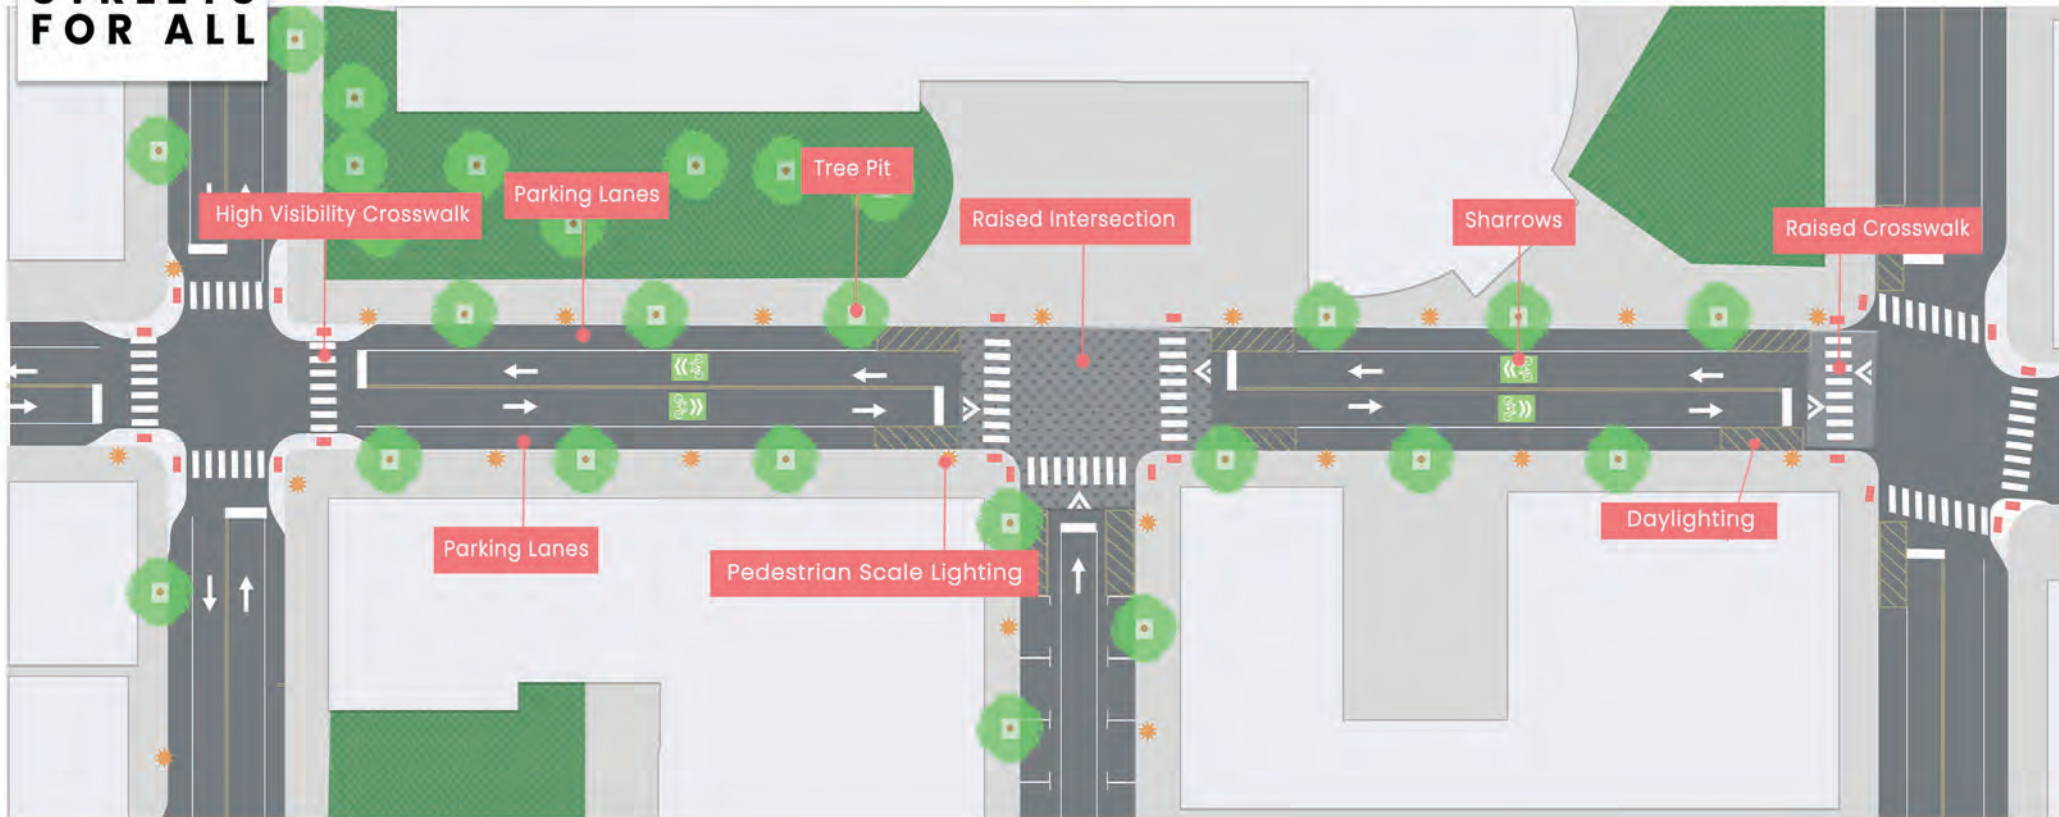 STREETS
FOR ALL
High Visibility Crosswalk
Parking Lanes
Tree Pit
Raised Intersection
Sharrows
Raised Crosswalk
Parking Lanes
Pedestrian Scale Lighting
Daylighting